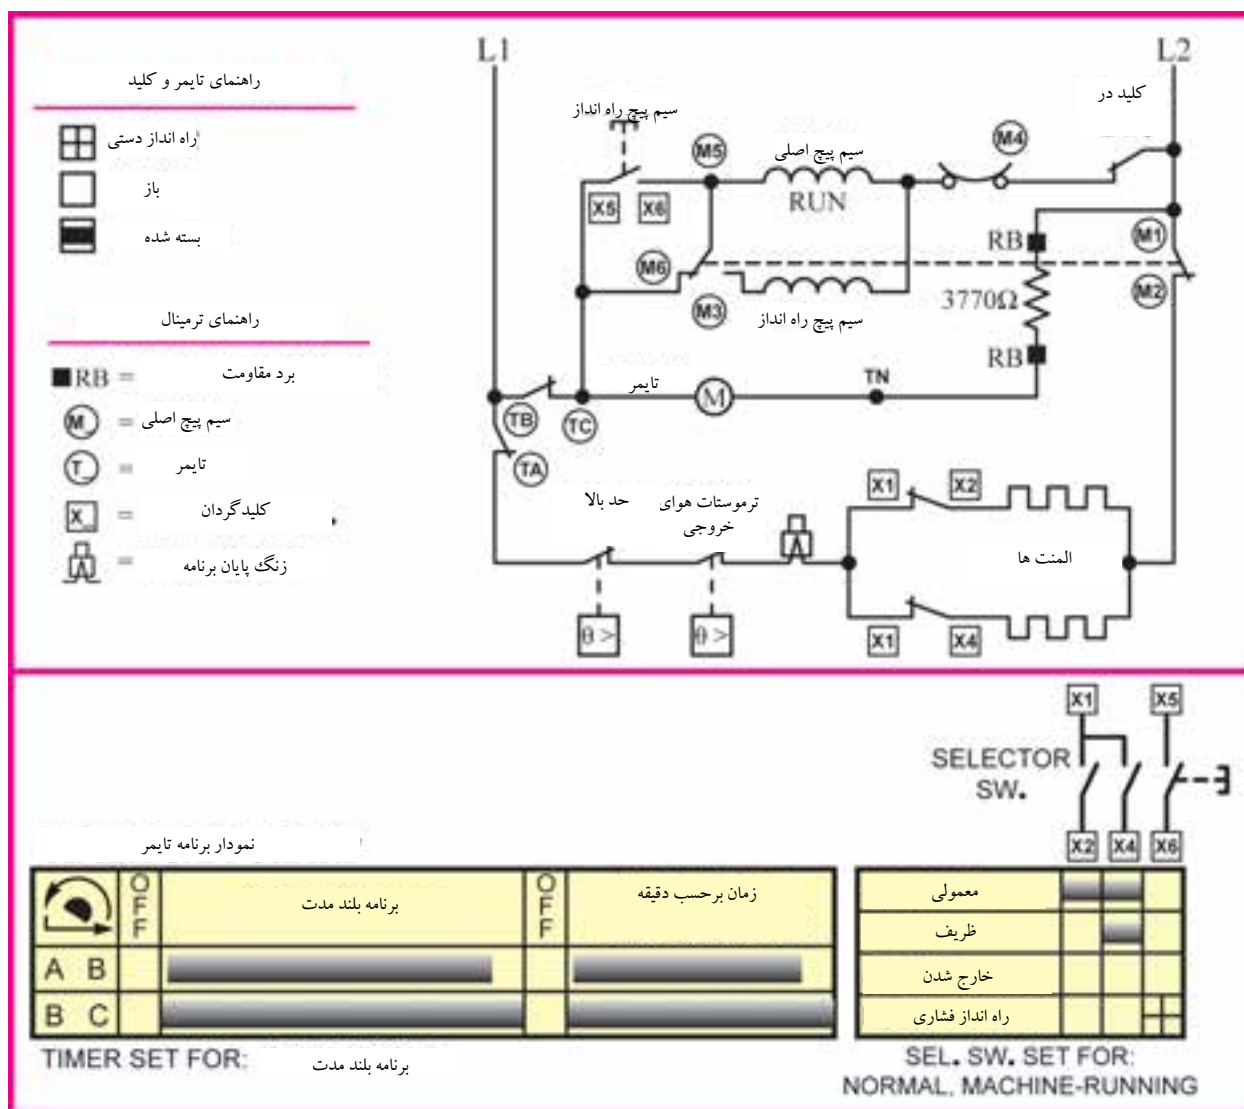 راهنمای تایمر و کلید
راه انداز دستی
باز
بسته شده
راهنمای ترمینال
RB = برد مقاومت
M_ = سیم پیچ اصلی
T_ = تایمر
X_ = کلیدگردان
= زنگ پایان برنامه
L1
L2
سیم پیچ راه انداز
کلید در
M5
سیم پیچ اصلی
M4
X5
X6
RUN
RB
M1
M6
3770Ω
M2
M3
سیم پیچ راه انداز
RB
تایمر
TN
M
TB
TC
TA
X1
X2
حد بالا
ترموستات هوای
خروجی
المنت ها
θ >
θ >
X1
X4
X1
X5
SELECTOR
SW.
X2
X4
X6
نمودار برنامه تایمر
OFF
برنامه بلند مدت
OFF
زمان برحسب دقیقه
A B
B C
TIMER SET FOR: برنامه بلند مدت
معمولی
ظریف
خارج شدن
راه انداز فشاری
SEL. SW. SET FOR:
NORMAL, MACHINE-RUNNING